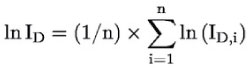 ln I_D = (1/n) × ∑_{i=1}^{n} ln (I_{D,i})